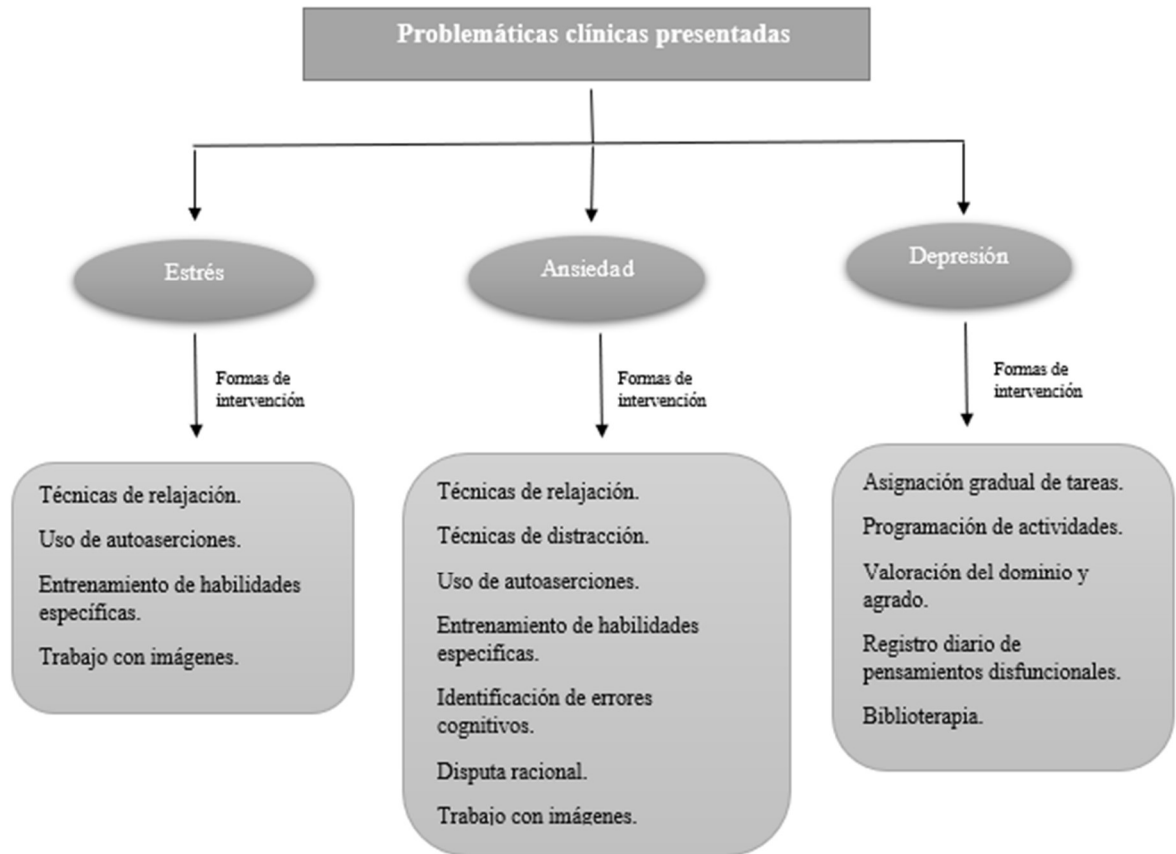 Problemáticas clínicas presentadas
Estrés
Ansiedad
Depresión
Formas de
intervención
Formas de
intervención
Formas de
intervención
Técnicas de relajación.
Uso de autoaserciones.
Entrenamiento de habilidades
específicas.
Trabajo con imágenes.
Técnicas de relajación.
Técnicas de distracción.
Uso de autoaserciones.
Entrenamiento de habilidades
especificas.
Identificación de errores
cognitivos.
Disputa racional.
Trabajo con imágenes.
Asignación gradual de tareas.
Programación de actividades.
Valoración del dominio y
agrado.
Registro diario de
pensamientos disfuncionales.
Biblioterapia.